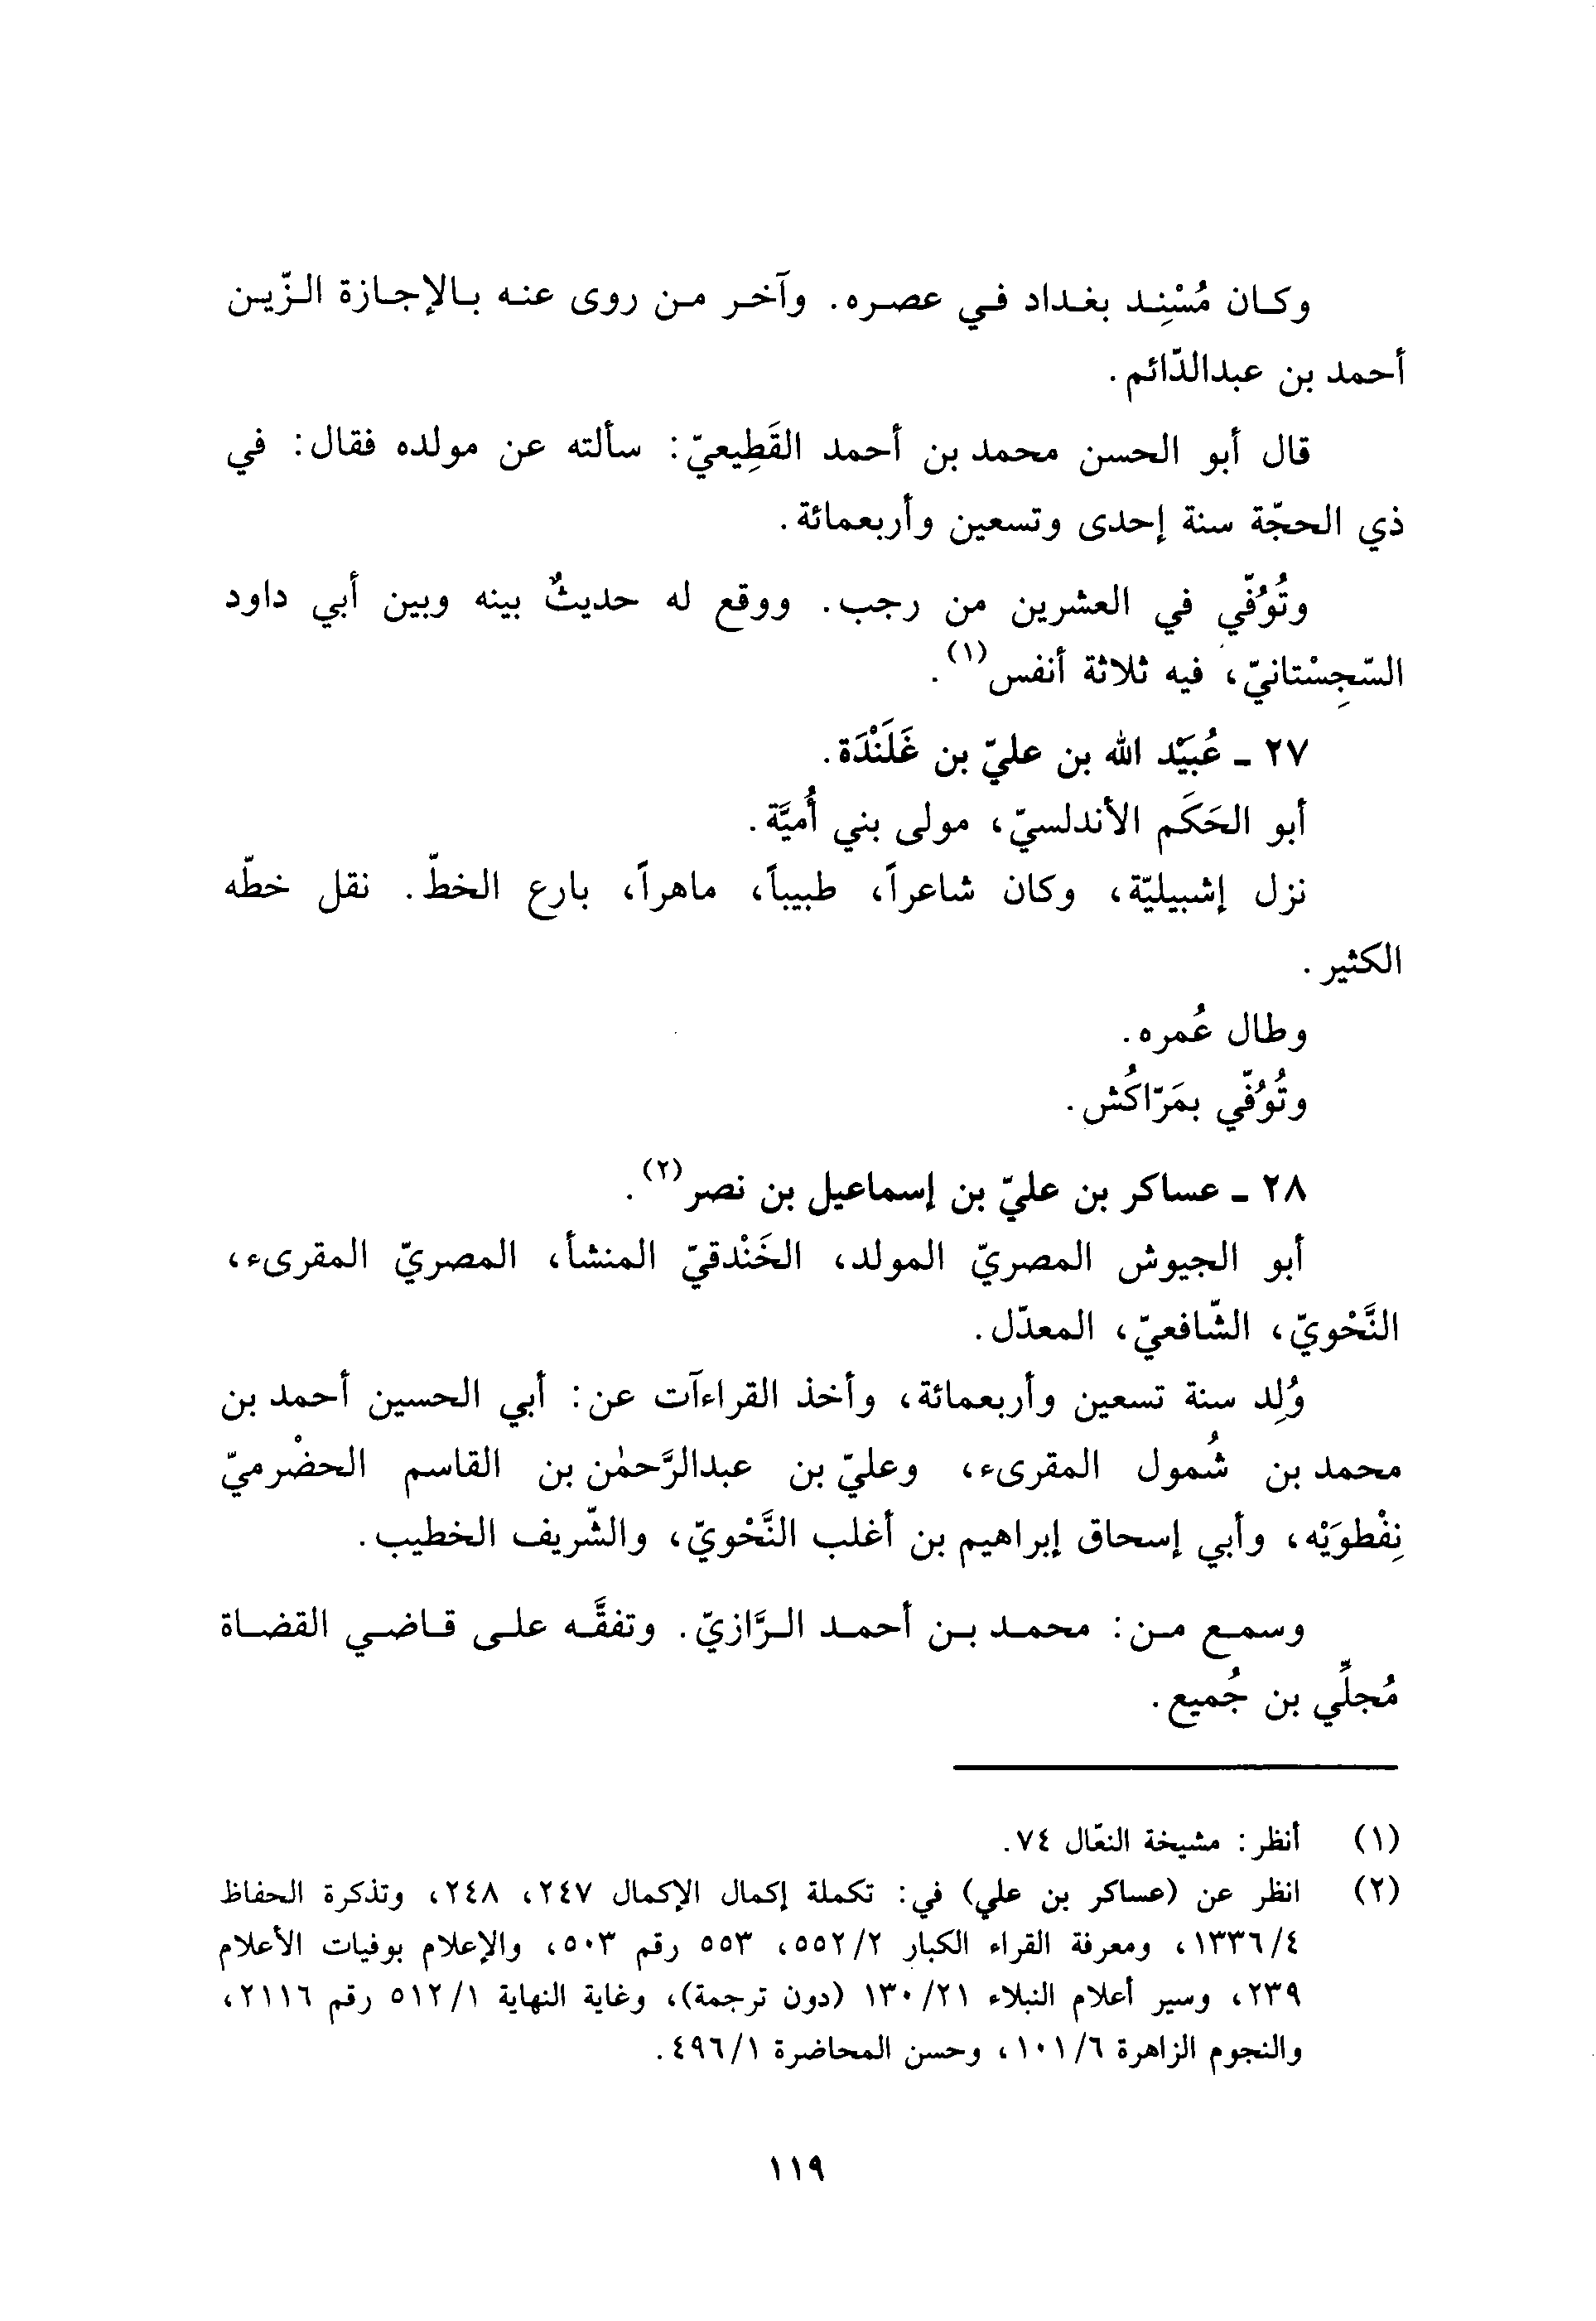 وكان مُسْنِد بغداد في عصره. وآخر من روى عنه بالإجازة الزّين
أحمد بن عبدالدّائم.
قال أبو الحسن محمد بن أحمد القَطِيعيّ: سألته عن مولده فقال: في
ذي الحجّة سنة إحدى وتسعين وأربعمائة.
وتُوُفّي في العشرين من رجب. ووقع له حديثٌ بينه وبين أبي داود
السّجِسْتانيّ، فيه ثلاثة أنفس(١).
٢٧ - عُبَيْد الله بن عليّ بن غَلَنْدَة.
أبو الحَكَم الأندلسيّ، مولى بني أُميَّة.
نزل إشبيليّة، وكان شاعراً، طبيباً، ماهراً، بارع الخطّ. نقل خطّه
الكثير.
وطال عُمره.
وتُوُفّي بمَرّاكُش.
٢٨ - عساكر بن عليّ بن إسماعيل بن نصر(٢).
أبو الجيوش المصريّ المولد، الخَنْدقيّ المنشأ، المصريّ المقرىء،
النَّحْويّ، الشّافعيّ، المعدّل.
وُلِد سنة تسعين وأربعمائة، وأخذ القراءآت عن: أبي الحسين أحمد بن
محمد بن شُمول المقرىء، وعليّ بن عبدالرَّحمٰن بن القاسم الحضْرميّ
نِفْطوَيْه، وأبي إسحاق إبراهيم بن أغلب النَّحْويّ، والشّريف الخطيب.
وسمع من: محمد بن أحمد الرَّازيّ. وتفقَّه على قاضي القضاة
مُجلِّي بن جُميع.
(١) أنظر: مشيخة النعّال ٧٤.
(٢) انظر عن (عساكر بن علي) في: تكملة إكمال الإكمال ٢٤٧، ٢٤٨، وتذكرة الحفاظ
٤/١٣٣٦، ومعرفة القراء الكبار ٢/٥٥٢، ٥٥٣ رقم ٥٠٣، والإعلام بوفيات الأعلام
٢٣٩، وسير أعلام النبلاء ٢١/١٣٠ (دون ترجمة)، وغاية النهاية ١/٥١٢ رقم ٢١١٦،
والنجوم الزاهرة ٦/١٠١، وحسن المحاضرة ١/٤٩٦.
١١٩